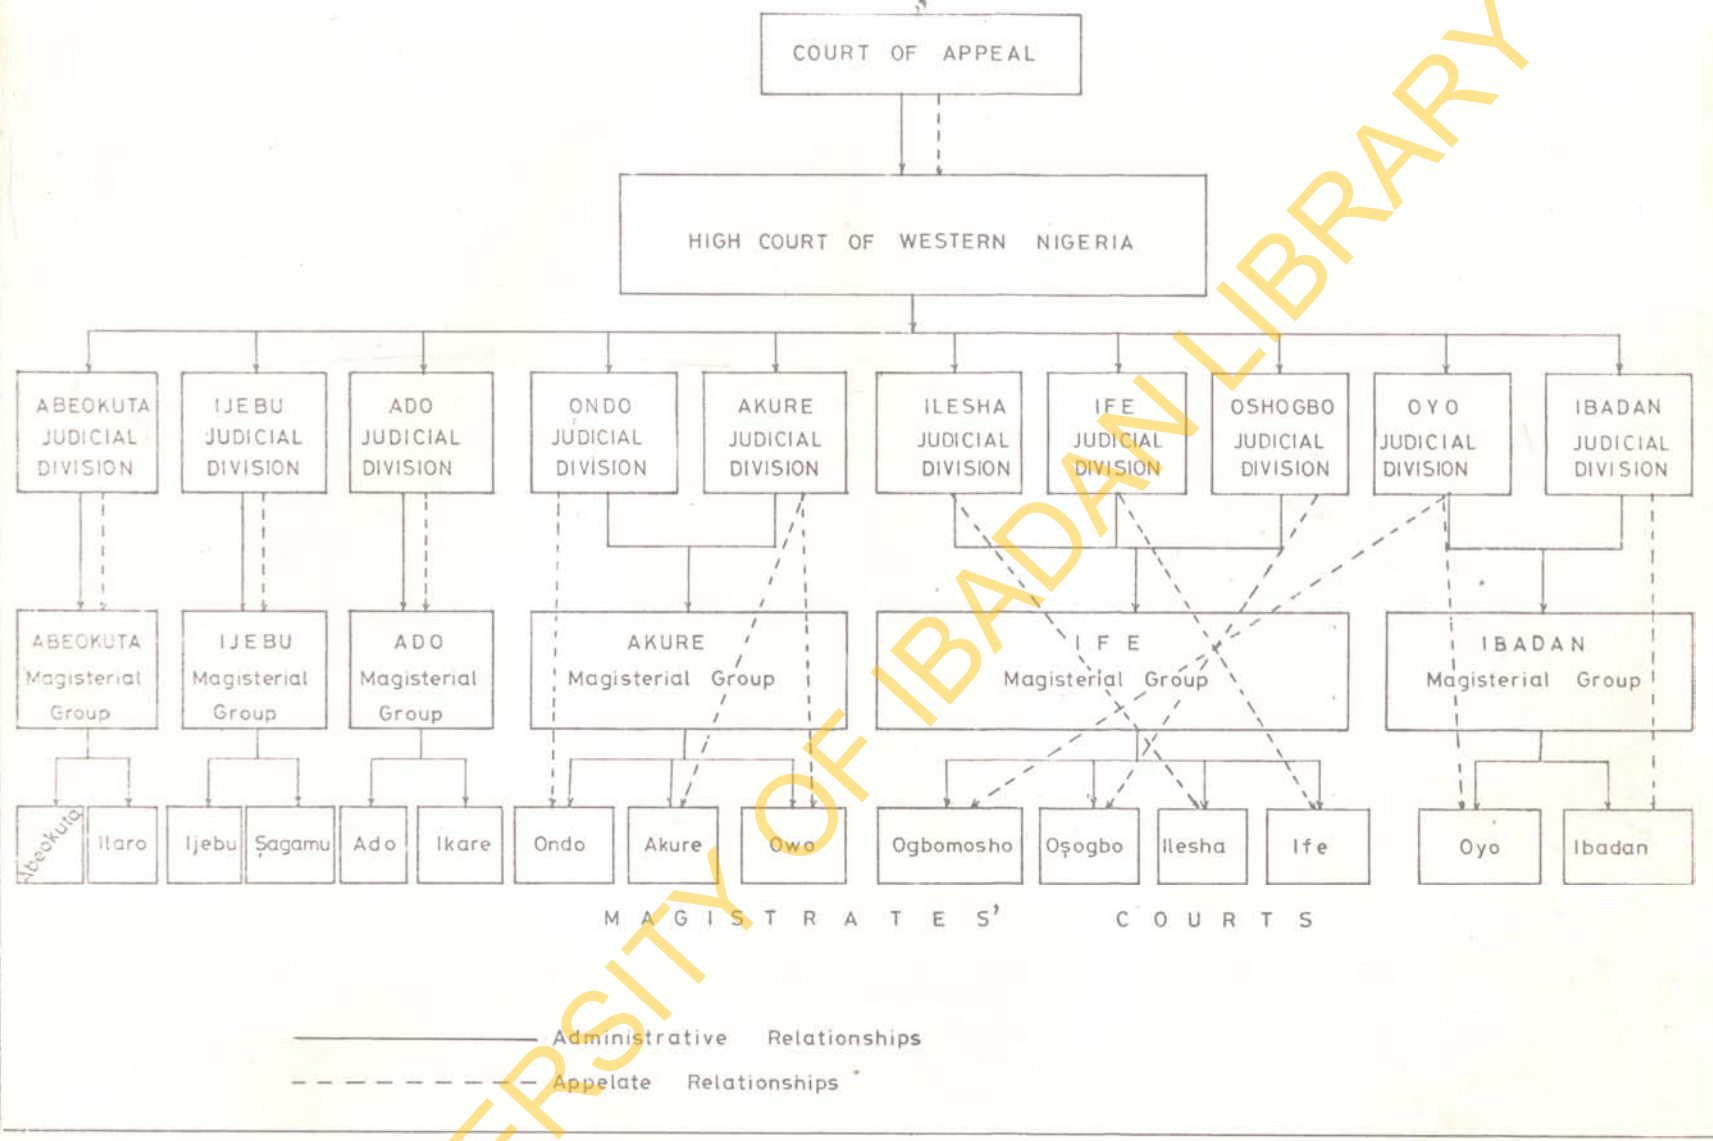 COURT OF APPEAL
HIGH COURT OF WESTERN NIGERIA
ABEOKUTA
JUDICIAL
DIVISION
IJEBU
JUDICIAL
DIVISION
ADO
JUDICIAL
DIVISION
ONDO
JUDICIAL
DIVISION
AKURE
JUDICIAL
DIVISION
ILESHA
JUDICIAL
DIVISION
IFE
JUDICIAL
DIVISION
OSHOGBO
JUDICIAL
DIVISION
OYO
JUDICIAL
DIVISION
IBADAN
JUDICIAL
DIVISION
ABEOKUTA
Magisterial
Group
IJEBU
Magisterial
Group
ADO
Magisterial
Group
AKURE
Magisterial Group
IFE
Magisterial Group
IBADAN
Magisterial Group
Abeokuta
Ilaro
Ijebu
Ṣagamu
Ado
Ikare
Ondo
Akure
Owo
Ogbomosho
Oṣogbo
Ilesha
Ife
Oyo
Ibadan
MAGISTRATES' COURTS
Administrative Relationships
Appelate Relationships
ERSITY OF IBADAN LIBRARY